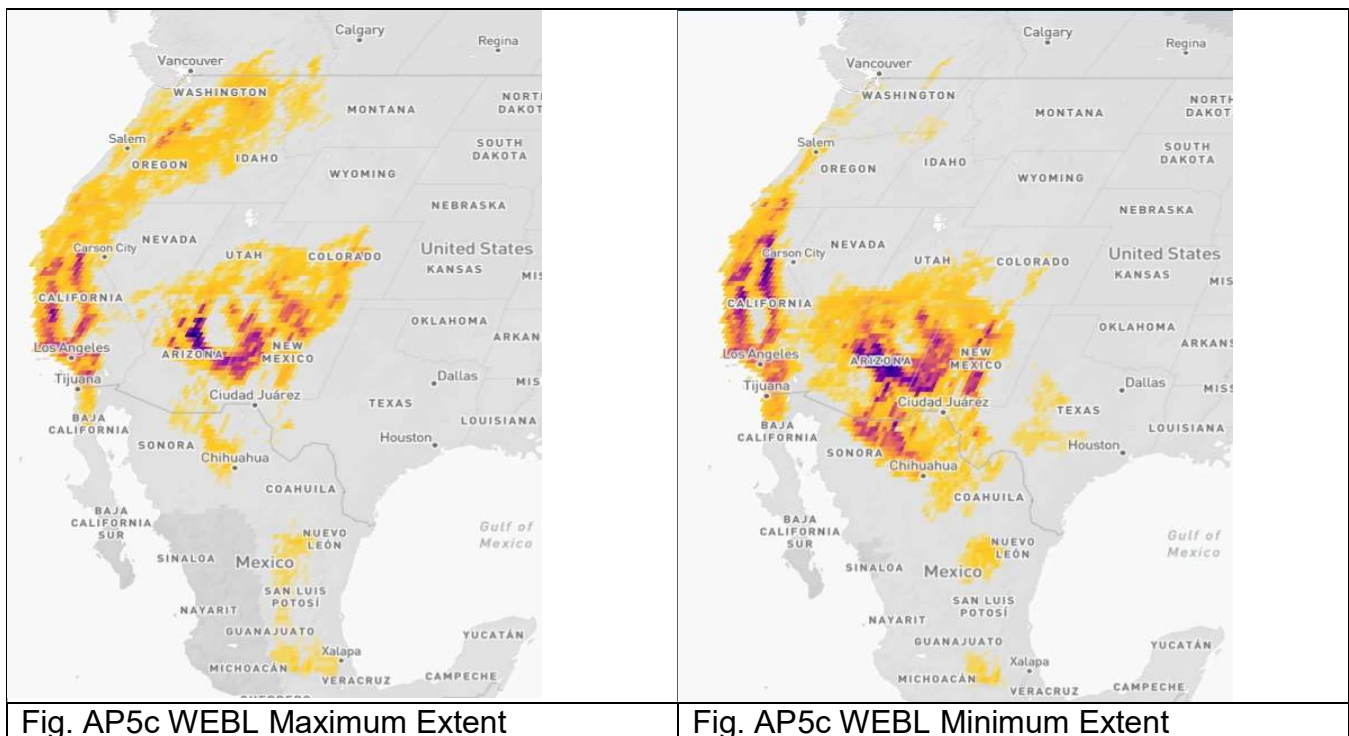 Calgary
Regina
Vancouver
WASHINGTON
MONTANA
NORT
DAKOT
Salem
OREGON
IDAHO
SOUTH
DAKOTA
WYOMING
NEBRASKA
Carson City
NEVADA
UTAH
COLORADO
United States
KANSAS
MIS
CALIFORNIA
OKLAHOMA
ARKAN
Los Angeles
ARIZONA
NEW
MEXICO
Tijuana
Dallas
MIS
Ciudad Juárez
TEXAS
BAJA
CALIFORNIA
LOUISIANA
SONORA
Houston
Chihuahua
COAHUILA
BAJA
CALIFORNIA
SUR
Gulf of
Mexico
NUEVO
LEÓN
SINALOA
Mexico
SAN LUIS
POTOSÍ
NAYARIT
GUANAJUATO
YUCATÁN
Xalapa
MICHOACÁN
VERACRUZ
CAMPECHE
Fig. AP5c WEBL Maximum Extent
Calgary
Regina
Vancouver
WASHINGTON
MONTANA
NORTH
DAKOT
Salem
OREGON
IDAHO
SOUTH
DAKOTA
WYOMING
NEBRASKA
Carson City
NEVADA
UTAH
COLORADO
United States
KANSAS
MIS
CALIFORNIA
OKLAHOMA
ARKANS
Los Angeles
ARIZONA
NEW
MEXICO
Tijuana
Dallas
MISS
Ciudad Juárez
TEXAS
BAJA
CALIFORNIA
LOUISIANA
SONORA
Houston
Chihuahua
COAHUILA
BAJA
CALIFORNIA
SUR
Gulf of
Mexico
NUEVO
LEÓN
SINALOA
Mexico
SAN LUIS
POTOSÍ
NAYARIT
GUANAJUATO
YUCATÁN
Xalapa
MICHOACÁN
VERACRUZ
CAMPECHE
Fig. AP5c WEBL Minimum Extent